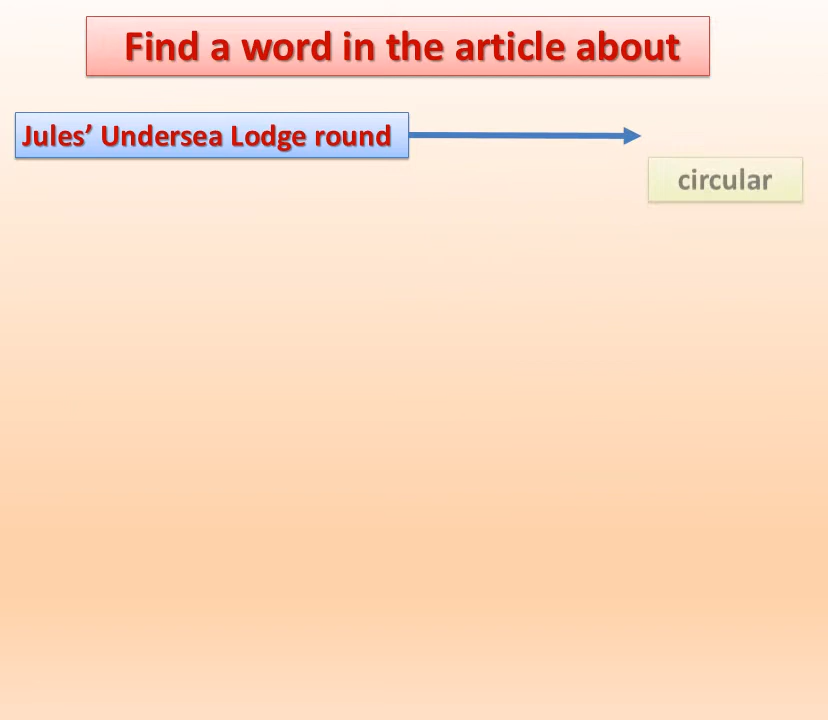 Find a word in the article about
Jules’ Undersea Lodge round
circular